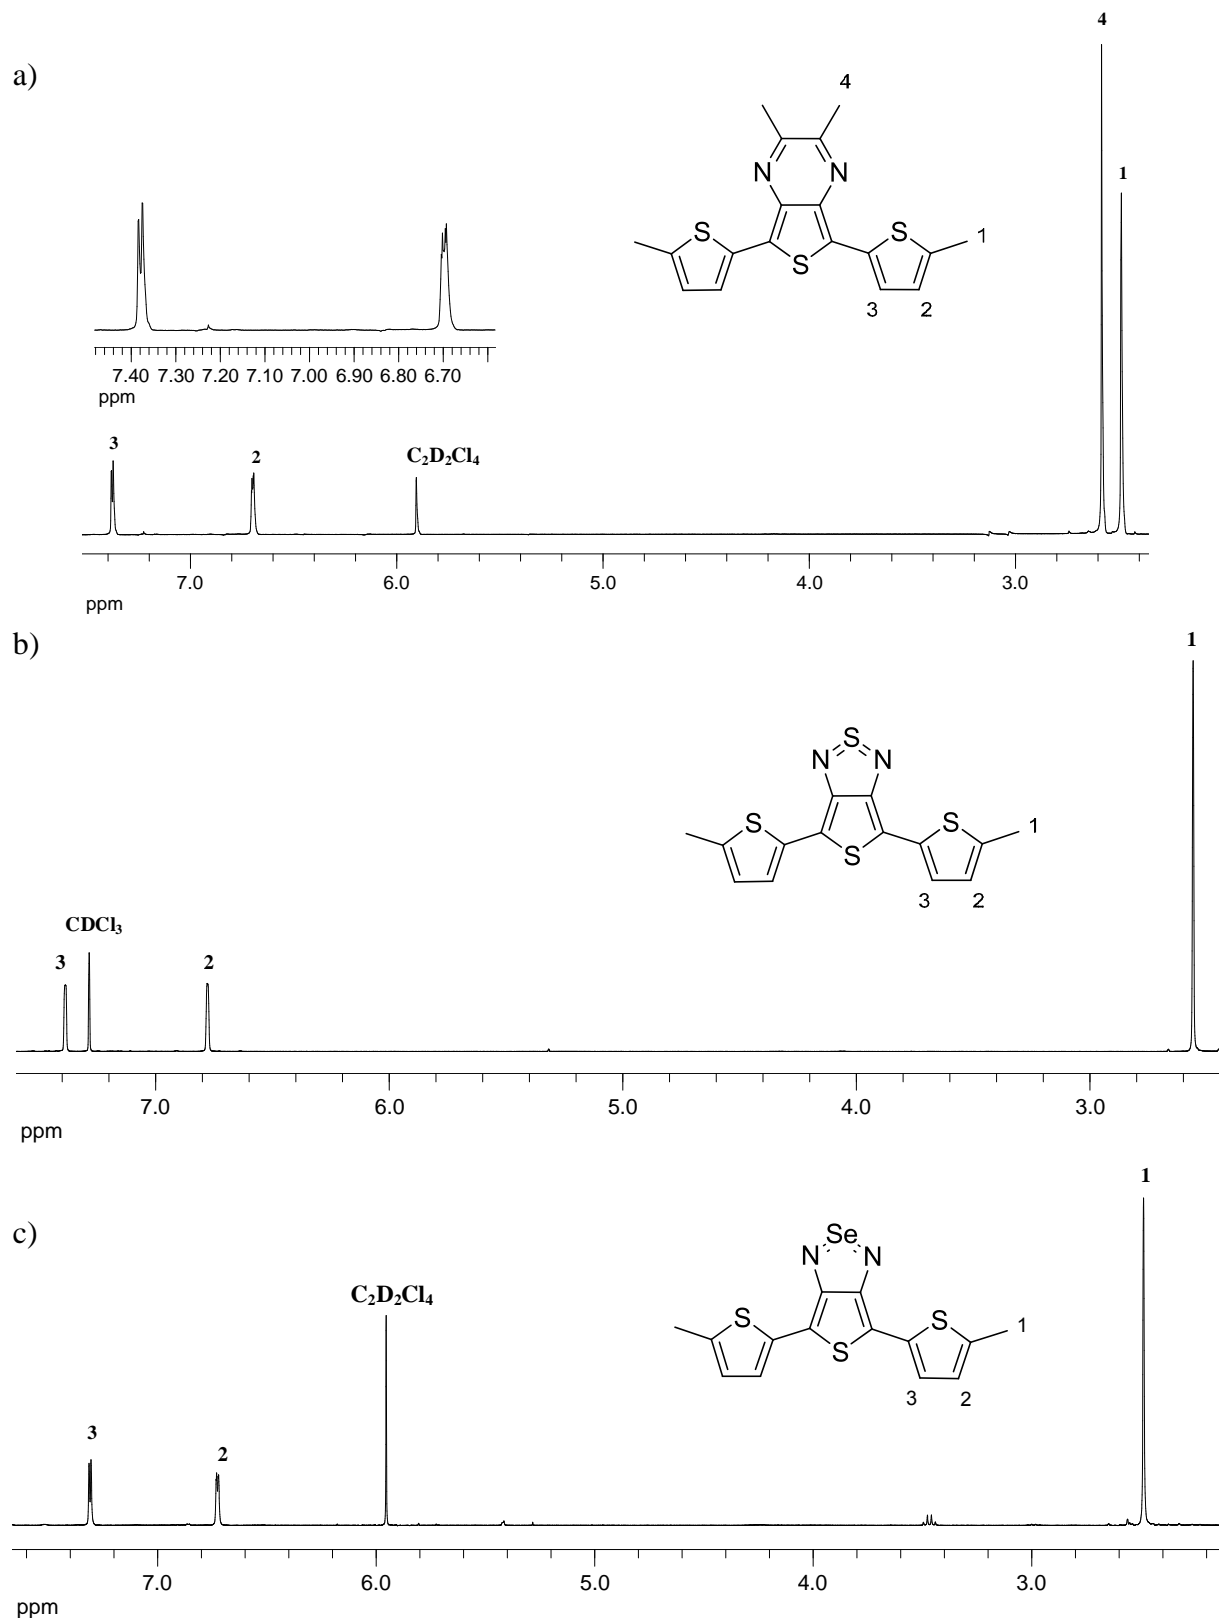 4
a)
4
N N
1
S S 1
S
3 2
7.40 7.30 7.20 7.10 7.00 6.90 6.80 6.70
ppm
3
2
C₂D₂Cl₄
7.0 6.0 5.0 4.0 3.0
ppm
b)
1
S
N N
S S 1
S
3 2
CDCl₃
3 2
7.0 6.0 5.0 4.0 3.0
ppm
1
c)
Se
N N
C₂D₂Cl₄
S S 1
S
3 2
3
2
7.0 6.0 5.0 4.0 3.0
ppm